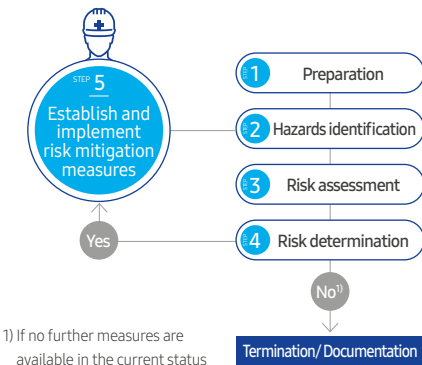 STEP 5
Establish and
implement
risk mitigation
measures
STEP 1 Preparation
STEP 2 Hazards identification
STEP 3 Risk assessment
STEP 4 Risk determination
Yes
No1)
1) If no further measures are
available in the current status
Termination/ Documentation